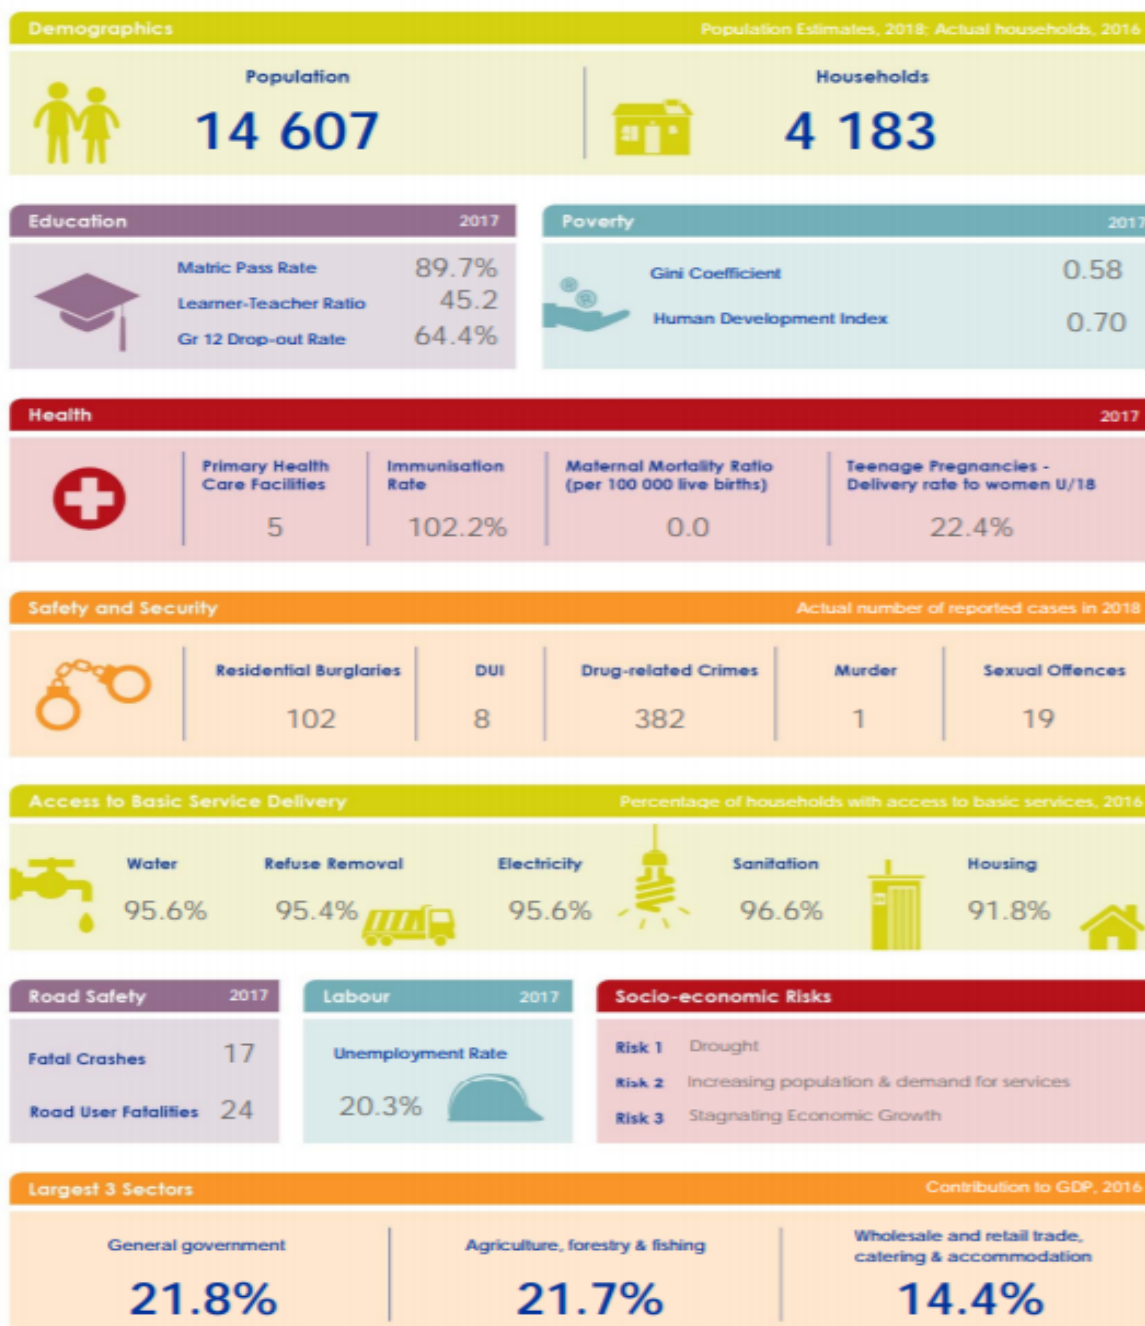 Demographics Population Estimates, 2018; Actual households, 2016
Population Households
14 607 4 183
Education 2017
Matric Pass Rate 89.7%
Learner-Teacher Ratio 45.2
Gr 12 Drop-out Rate 64.4%
Poverty 2017
Gini Coefficient 0.58
Human Development Index 0.70
Health 2017
Primary Health
Care Facilities
5
Immunisation
Rate
102.2%
Maternal Mortality Ratio
(per 100 000 live births)
0.0
Teenage Pregnancies -
Delivery rate to women U/18
22.4%
Safety and Security Actual number of reported cases in 2018
Residential Burglaries DUI Drug-related Crimes Murder Sexual Offences
102 8 382 1 19
Access to Basic Service Delivery Percentage of households with access to basic services, 2016
Water Refuse Removal Electricity Sanitation Housing
95.6% 95.4% 95.6% 96.6% 91.8%
Road Safety 2017
Fatal Crashes 17
Road User Fatalities 24
Labour 2017
Unemployment Rate
20.3%
Socio-economic Risks
Risk 1 Drought
Risk 2 Increasing population & demand for services
Risk 3 Stagnating Economic Growth
Largest 3 Sectors Contribution to GDP, 2016
General government
21.8%
Agriculture, forestry & fishing
21.7%
Wholesale and retail trade,
catering & accommodation
14.4%